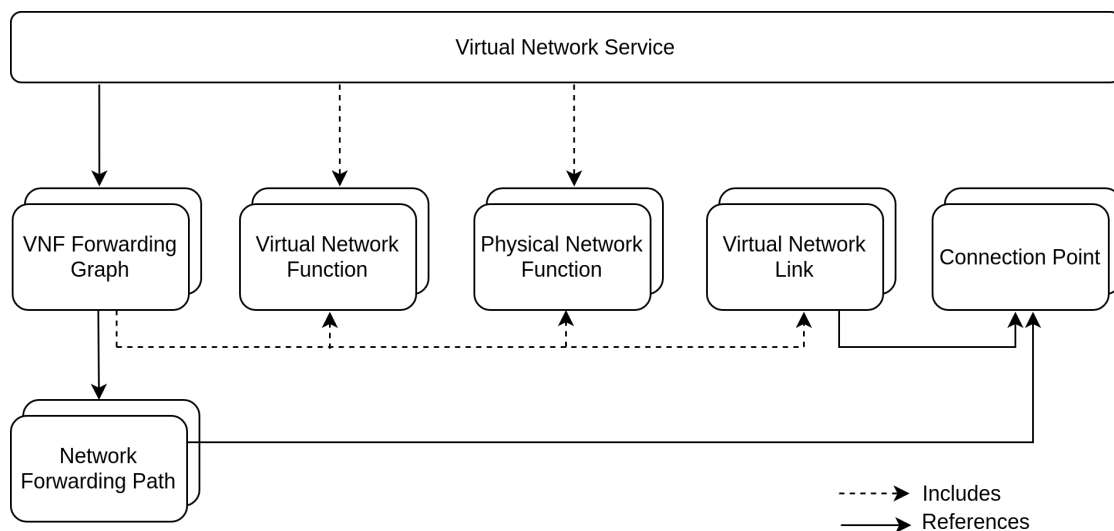 Virtual Network Service
VNF Forwarding
Graph
Virtual Network
Function
Physical Network
Function
Virtual Network
Link
Connection Point
Network
Forwarding Path
Includes
References